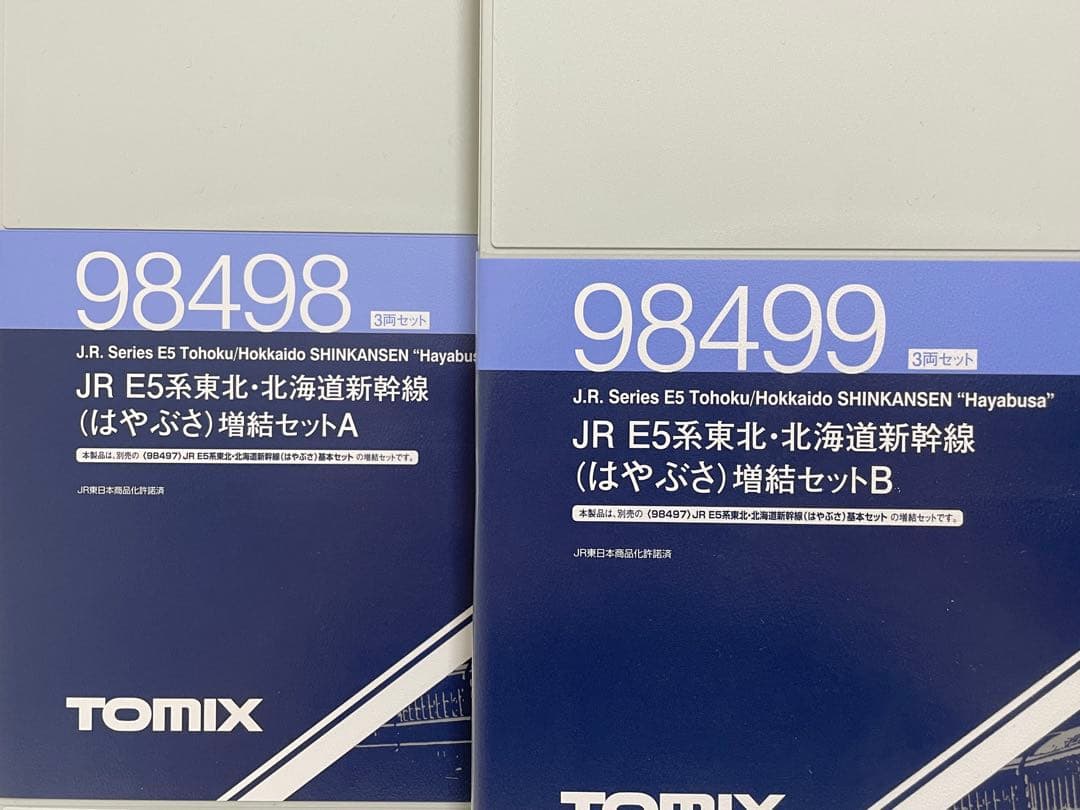 98498
3両セット
J.R. Series E5 Tohoku/Hokkaido SHINKANSEN “Hayabus
JR E5系東北・北海道新幹線
(はやぶさ)増結セットA
本製品は、別売の〈98497〉JR E5系東北・北海道新幹線(はやぶさ)基本セット の増結セットです。
JR東日本商品化許諾済
TOMIX
98499
3両セット
J.R. Series E5 Tohoku/Hokkaido SHINKANSEN “Hayabusa”
JR E5系東北・北海道新幹線
(はやぶさ)増結セットB
本製品は、別売の〈98497〉JR E5系東北・北海道新幹線(はやぶさ)基本セット の増結セットです。
JR東日本商品化許諾済
TOMIX